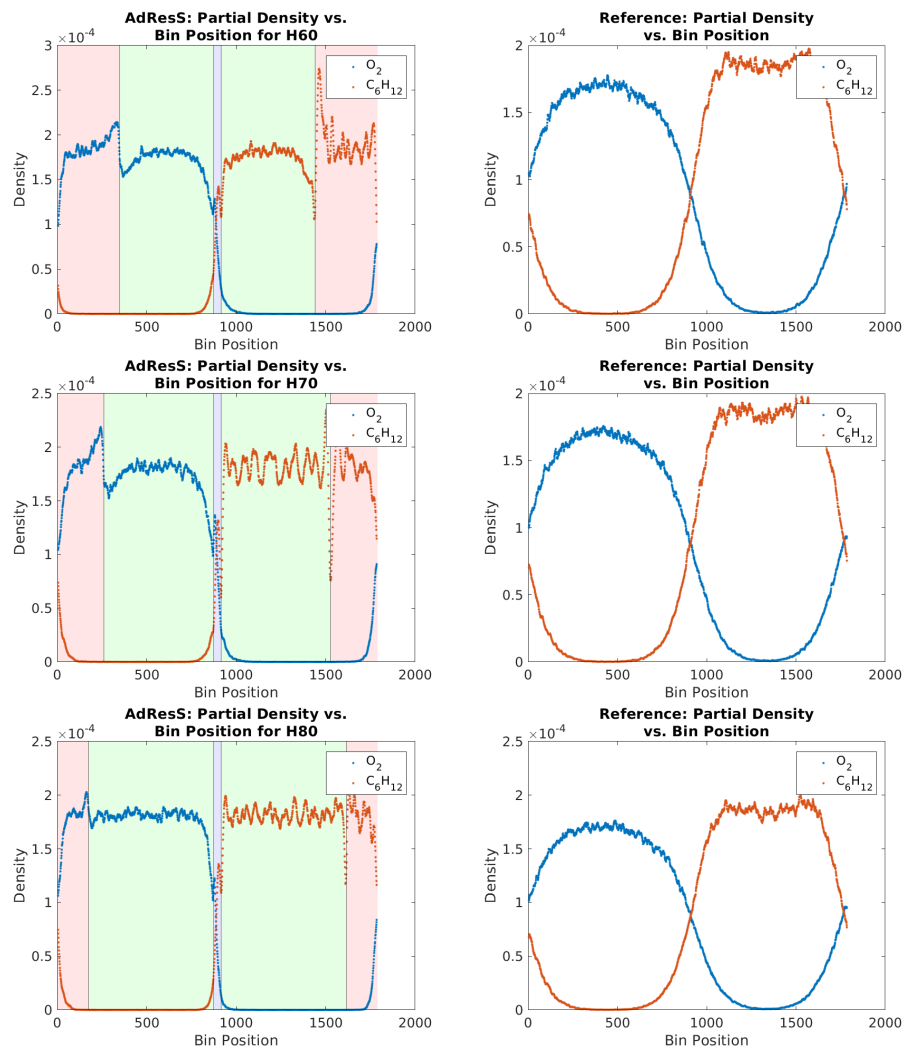 AdResS: Partial Density vs.
Bin Position for H60
×10-4
3
2.5
2
1.5
1
0.5
0
Density
0 500 1000 1500 2000
Bin Position
O2
C6H12
Reference: Partial Density
vs. Bin Position
×10-4
2
1.5
1
0.5
0
Density
0 500 1000 1500 2000
Bin Position
O2
C6H12
AdResS: Partial Density vs.
Bin Position for H70
×10-4
2.5
2
1.5
1
0.5
0
Density
0 500 1000 1500 2000
Bin Position
O2
C6H12
Reference: Partial Density
vs. Bin Position
×10-4
2
1.5
1
0.5
0
Density
0 500 1000 1500 2000
Bin Position
O2
C6H12
AdResS: Partial Density vs.
Bin Position for H80
×10-4
2.5
2
1.5
1
0.5
0
Density
0 500 1000 1500 2000
Bin Position
O2
C6H12
Reference: Partial Density
vs. Bin Position
×10-4
2.5
2
1.5
1
0.5
0
Density
0 500 1000 1500 2000
Bin Position
O2
C6H12